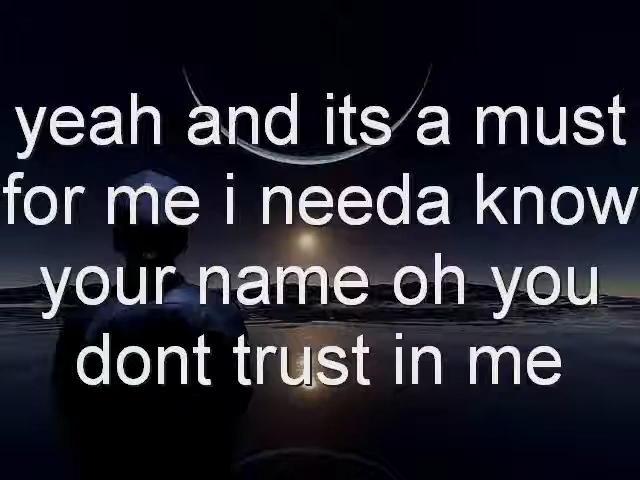 yeah and its a must
for me i needa know
your name oh you
dont trust in me